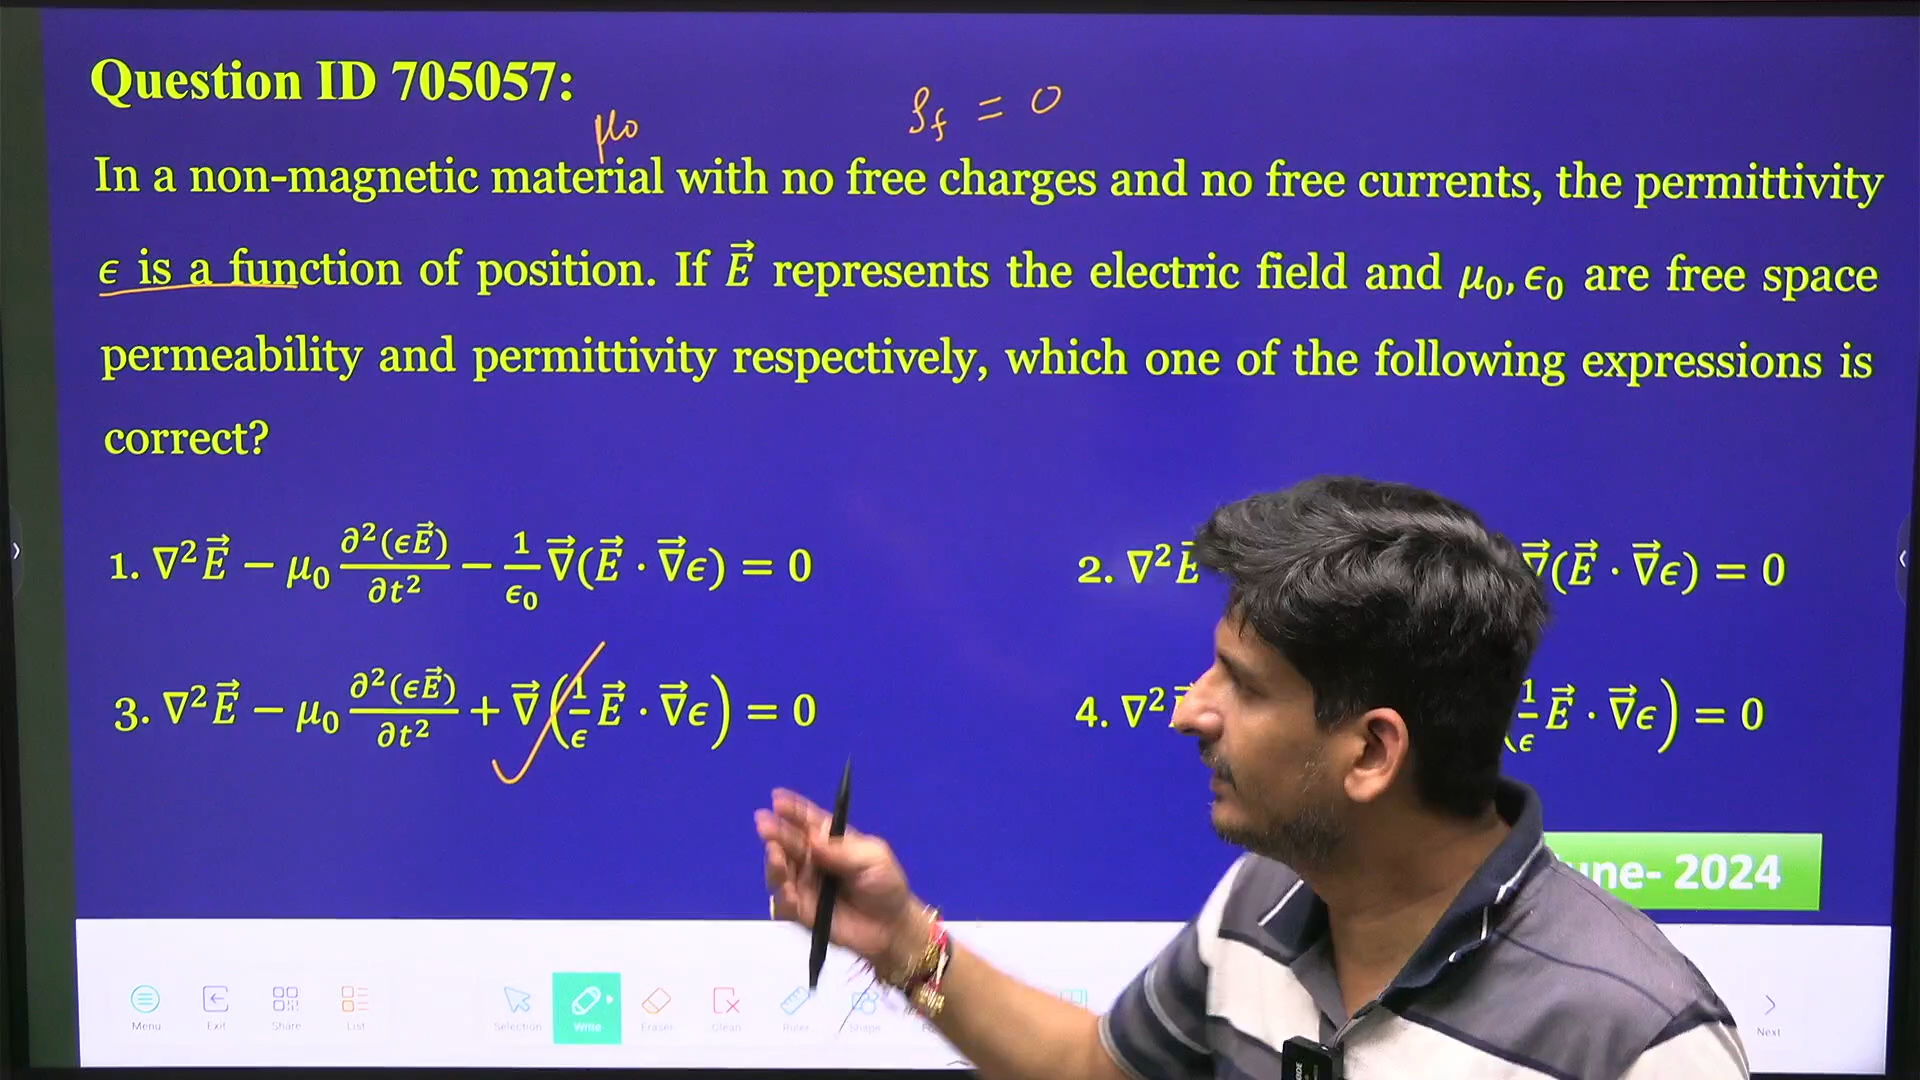 Question ID 705057:
μ₀
ρ_f = 0
In a non-magnetic material with no free charges and no free currents, the permittivity
ϵ is a function of position. If E⃗ represents the electric field and μ₀, ϵ₀ are free space
permeability and permittivity respectively, which one of the following expressions is
correct?
1. ∇²E⃗ − μ₀ ∂²(ϵE⃗)/∂t² − 1/ϵ₀ ∇⃗(E⃗ · ∇⃗ϵ) = 0
2. ∇²E⃗ ∇⃗(E⃗ · ∇⃗ϵ) = 0
3. ∇²E⃗ − μ₀ ∂²(ϵE⃗)/∂t² + ∇⃗(1/ϵ E⃗ · ∇⃗ϵ) = 0
4. ∇² (1/ϵ E⃗ · ∇⃗ϵ) = 0
2024
Menu
Exit
Share
List
Selection
Write
Eraser
Clean
Ruler
Shape
Next